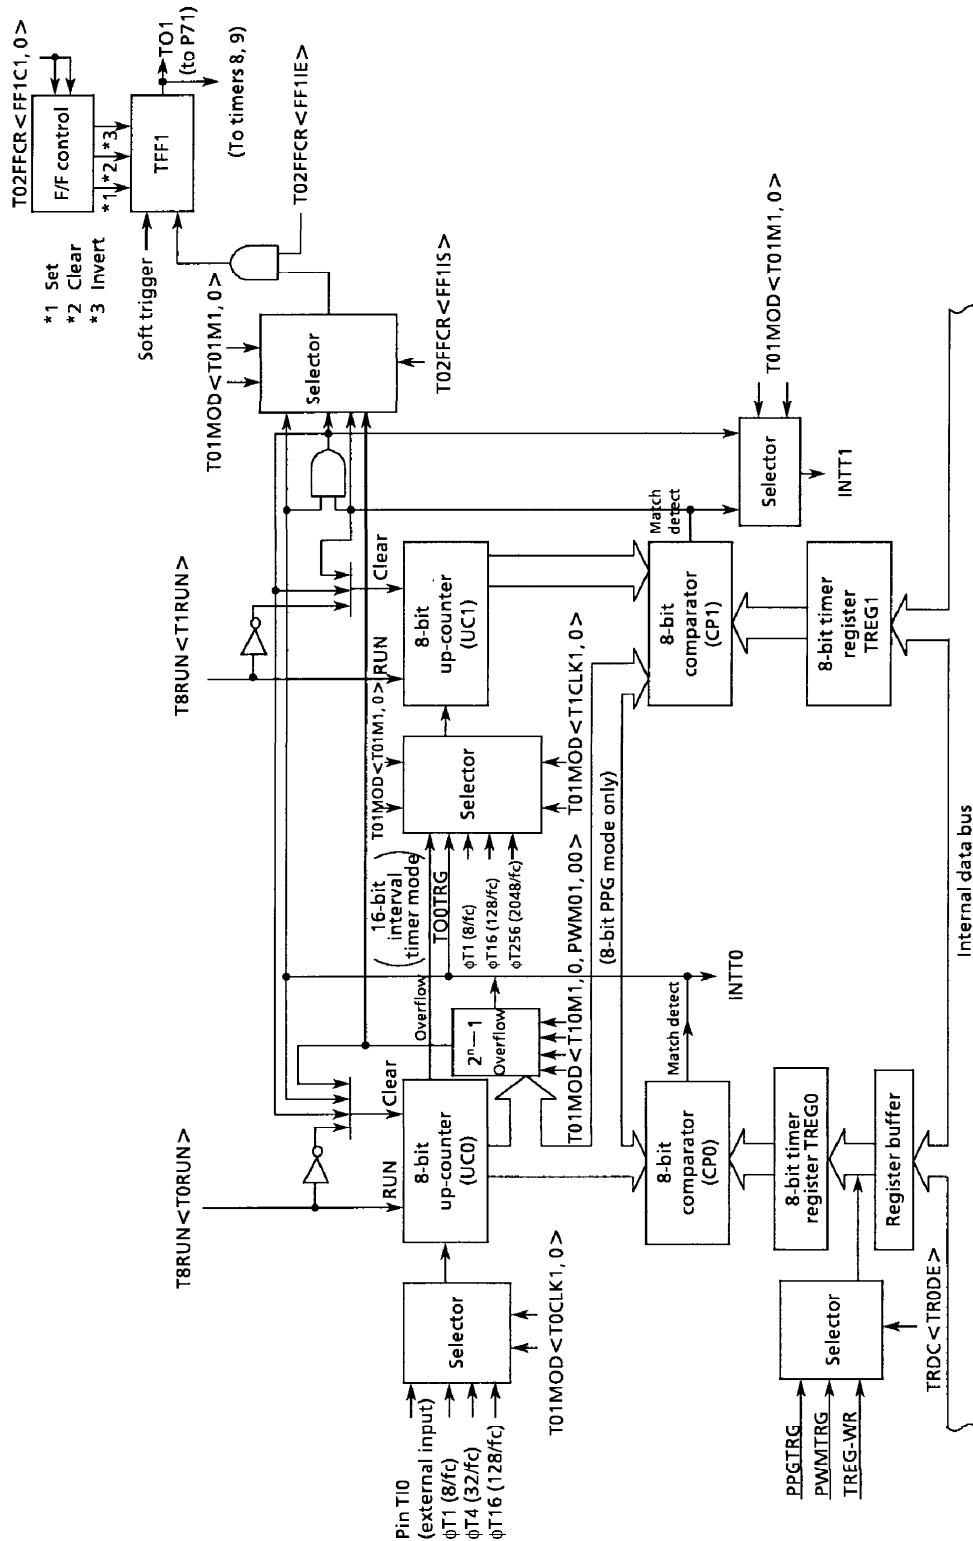 T8RUN<T0RUN>
T8RUN<T1RUN>
T01MOD<T01M1, 0>
T02FFCR<FF1C1, 0>
*1 Set
*2 Clear
*3 Invert
F/F control
*1 *2 *3
Soft trigger
TFF1
TO1
(to P71)
(To timers 8, 9)
T02FFCR<FF1IE>
Selector
T02FFCR<FF1IS>
Pin TI0
(external input)
ϕT1 (8/fc)
ϕT4 (32/fc)
ϕT16 (128/fc)
Selector
T01MOD<T0CLK1, 0>
RUN
Clear
8-bit
up-counter
(UC0)
Overflow
2ⁿ—1
Overflow
T01MOD<T10M1, 0, PWM01, 00>
16-bit
interval
timer mode
TO0TRG
ϕT1 (8/fc)
ϕT16 (128/fc)
ϕT256 (2048/fc)
T01MOD<T01M1, 0>
Selector
T01MOD<T1CLK1, 0>
RUN
Clear
8-bit
up-counter
(UC1)
(8-bit PPG mode only)
8-bit
comparator
(CP0)
Match detect
INTT0
8-bit
comparator
(CP1)
Match
detect
Selector
T01MOD<T01M1, 0>
INTT1
PPGTRG
PWMTRG
TREG-WR
Selector
TRDC<TR0DE>
8-bit timer
register TREG0
Register buffer
8-bit timer
register
TREG1
Internal data bus